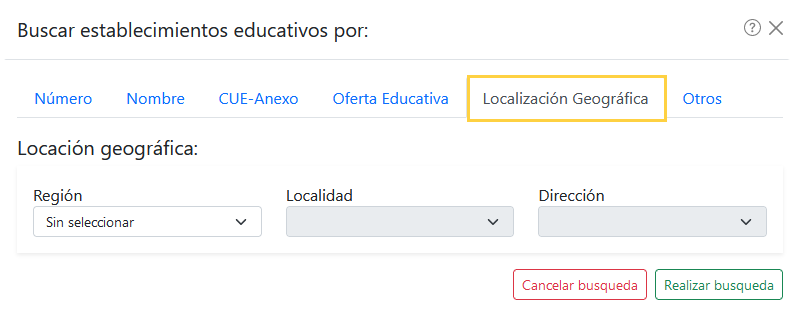 Buscar establecimientos educativos por:
Número Nombre CUE-Anexo Oferta Educativa Localización Geográfica Otros
Locación geográfica:
Región Localidad Dirección
Sin seleccionar
Cancelar busqueda Realizar busqueda